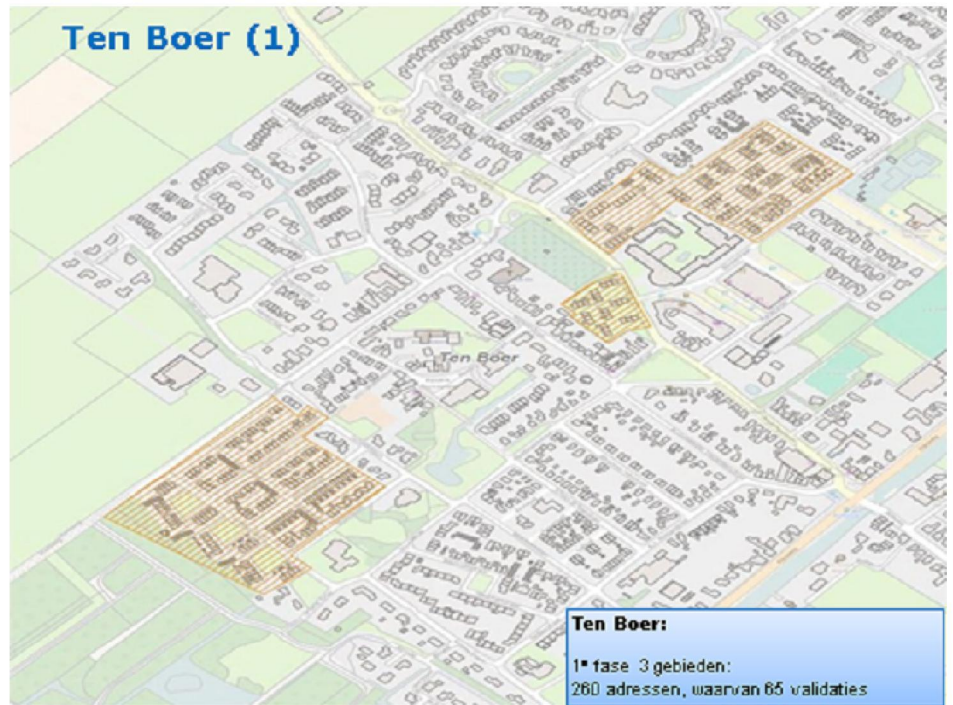 Ten Boer (1)
Ten Boer
Ten Boer:
1e fase 3 gebieden:
260 adressen, waarvan 65 validaties